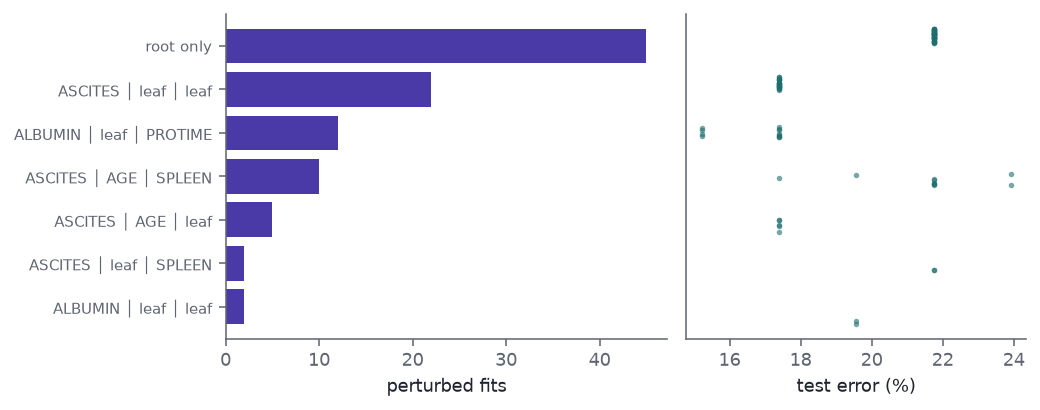 root only
ASCITES | leaf | leaf
ALBUMIN | leaf | PROTIME
ASCITES | AGE | SPLEEN
ASCITES | AGE | leaf
ASCITES | leaf | SPLEEN
ALBUMIN | leaf | leaf
0 10 20 30 40
perturbed fits
16 18 20 22 24
test error (%)